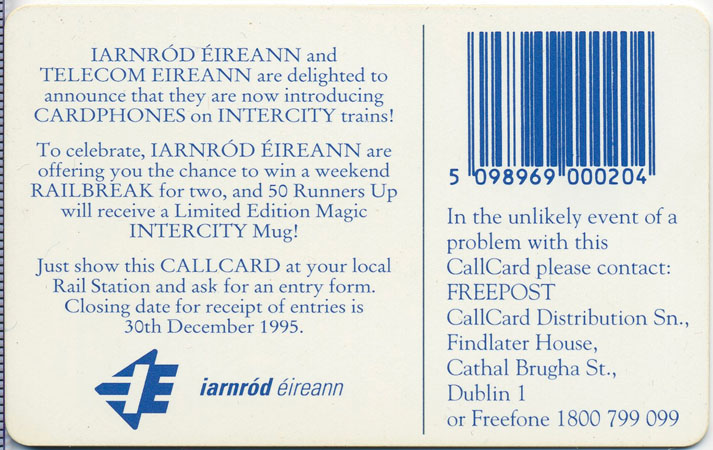 IARNRÓD ÉIREANN and
TELECOM EIREANN are delighted to
announce that they are now introducing
CARDPHONES on INTERCITY trains!
To celebrate, IARNRÓD ÉIREANN are
offering you the chance to win a weekend
RAILBREAK for two, and 50 Runners Up
will receive a Limited Edition Magic
INTERCITY Mug!
Just show this CALLCARD at your local
Rail Station and ask for an entry form.
Closing date for receipt of entries is
30th December 1995.
iarnród éireann
5 098969 000204
In the unlikely event of a
problem with this
CallCard please contact:
FREEPOST
CallCard Distribution Sn.,
Findlater House,
Cathal Brugha St.,
Dublin 1
or Freefone 1800 799 099